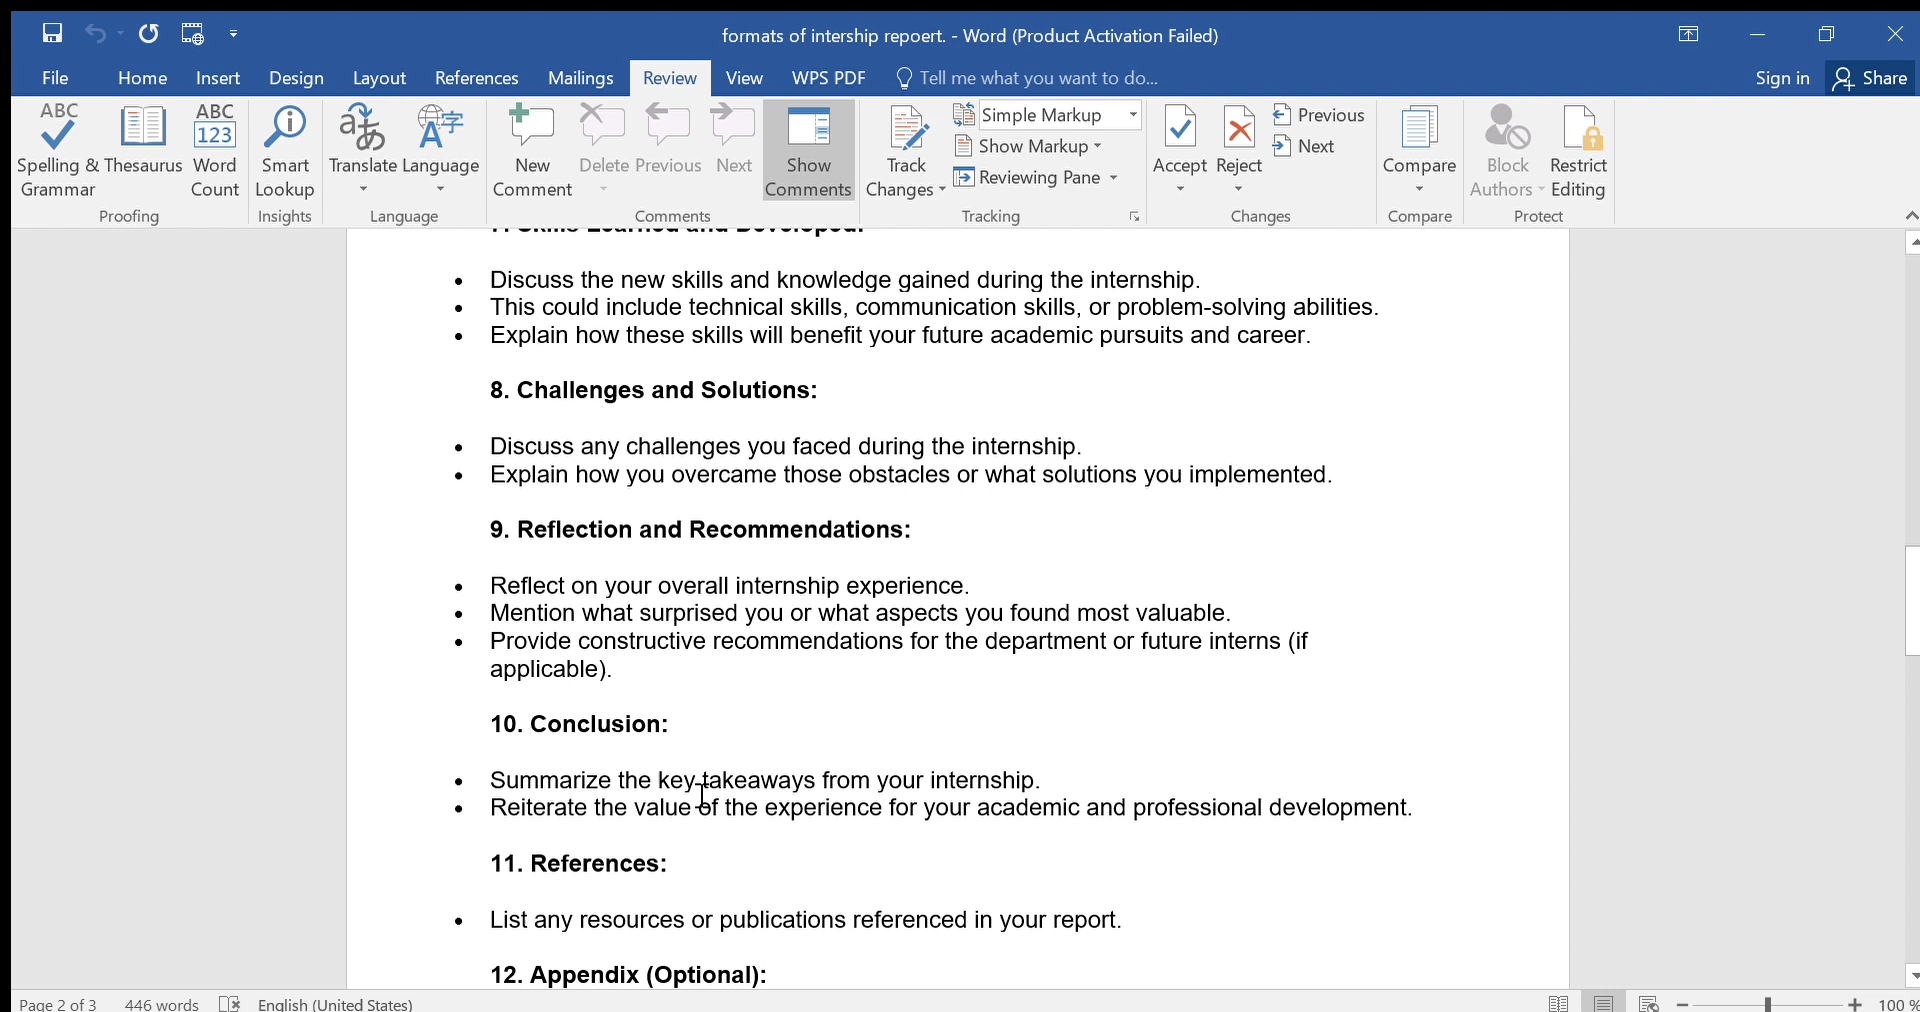 formats of intership repoert. - Word (Product Activation Failed)
File Home Insert Design Layout References Mailings Review View WPS PDF Tell me what you want to do... Sign in Share
ABC Spelling & Grammar
Thesaurus
ABC 123 Word Count
Smart Lookup
Translate
Language
New Comment
Delete
Previous
Next
Show Comments
Track Changes
Simple Markup
Show Markup
Reviewing Pane
Accept
Reject
Previous
Next
Compare
Block Authors
Restrict Editing
Proofing Insights Language Comments Tracking Changes Compare Protect
7. Skills Learned and Developed:
• Discuss the new skills and knowledge gained during the internship.
• This could include technical skills, communication skills, or problem-solving abilities.
• Explain how these skills will benefit your future academic pursuits and career.
8. Challenges and Solutions:
• Discuss any challenges you faced during the internship.
• Explain how you overcame those obstacles or what solutions you implemented.
9. Reflection and Recommendations:
• Reflect on your overall internship experience.
• Mention what surprised you or what aspects you found most valuable.
• Provide constructive recommendations for the department or future interns (if
applicable).
10. Conclusion:
• Summarize the key takeaways from your internship.
• Reiterate the value of the experience for your academic and professional development.
11. References:
• List any resources or publications referenced in your report.
12. Appendix (Optional):
Page 2 of 3 446 words English (United States) 100 %